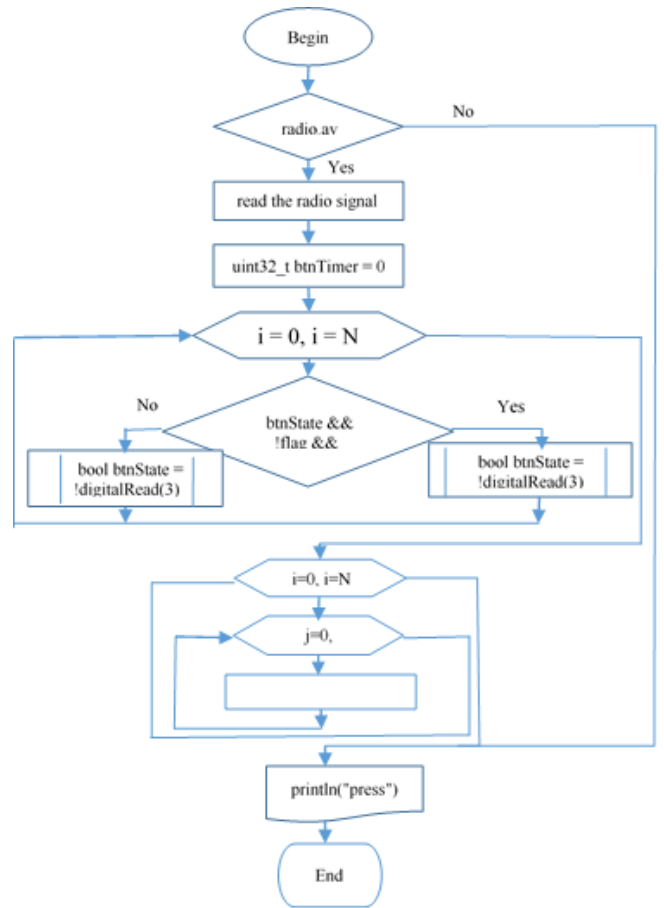 Begin
radio.av
No
Yes
read the radio signal
uint32_t btnTimer = 0
i = 0, i = N
No
btnState &&
!flag &&
Yes
bool btnState =
!digitalRead(3)
bool btnState =
!digitalRead(3)
i=0, i=N
j=0,
println("press")
End